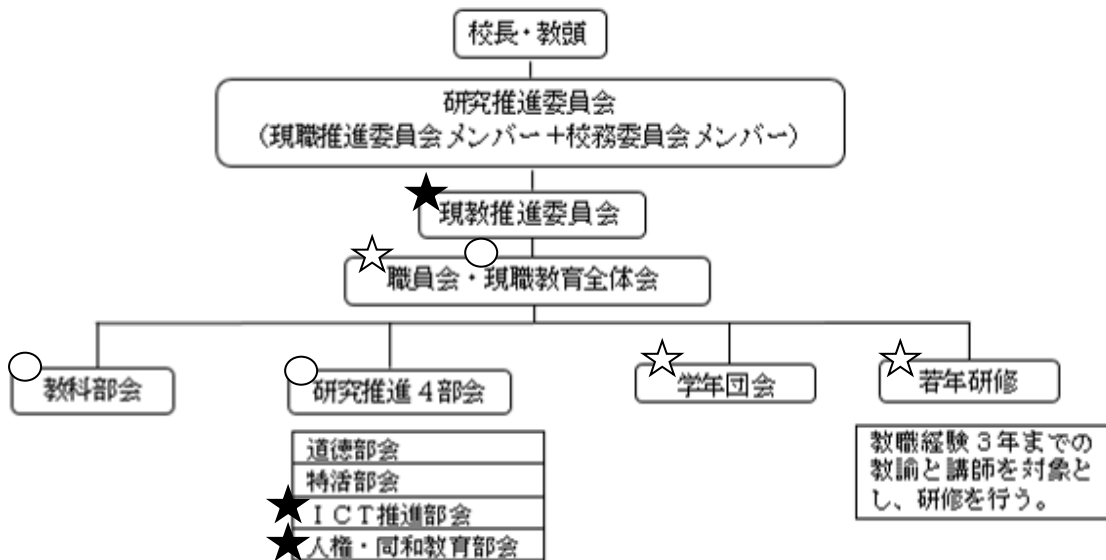 校長・教頭
研究推進委員会
（現職推進委員会メンバー＋校務委員会メンバー）
現教推進委員会
職員会・現職教育全体会
教科部会
研究推進４部会
学年団会
若年研修
道徳部会
特活部会
ＩＣＴ推進部会
人権・同和教育部会
教職経験３年までの
教諭と講師を対象と
し、研修を行う。